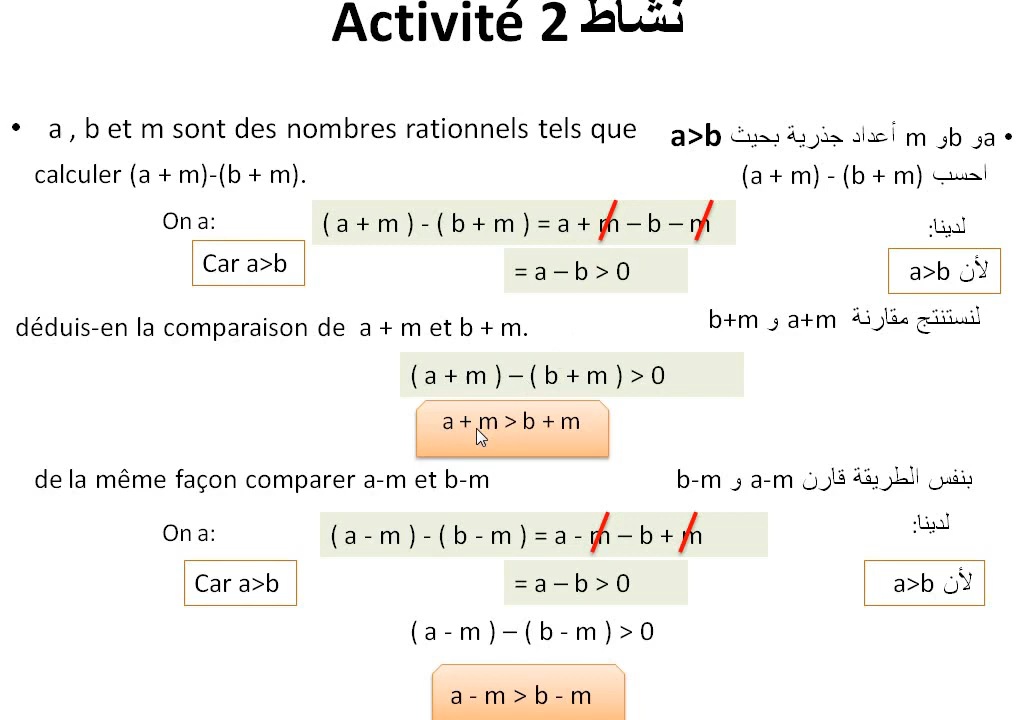 Activité 2 نشاط
• a , b et m sont des nombres rationnels tels que
a>b
• a و b و m أعداد جذرية بحيث
calculer (a + m)-(b + m).
احسب (a + m) - (b + m)
On a:
( a + m ) - ( b + m ) = a + m – b – m
لدينا:
Car a>b
= a – b > 0
لأن a>b
déduis-en la comparaison de a + m et b + m.
لنستنتج مقارنة a+m و b+m
( a + m ) – ( b + m ) > 0
a + m > b + m
de la même façon comparer a-m et b-m
بنفس الطريقة قارن a-m و b-m
On a:
( a - m ) - ( b - m ) = a - m – b + m
لدينا:
Car a>b
= a – b > 0
لأن a>b
( a - m ) – ( b - m ) > 0
a - m > b - m